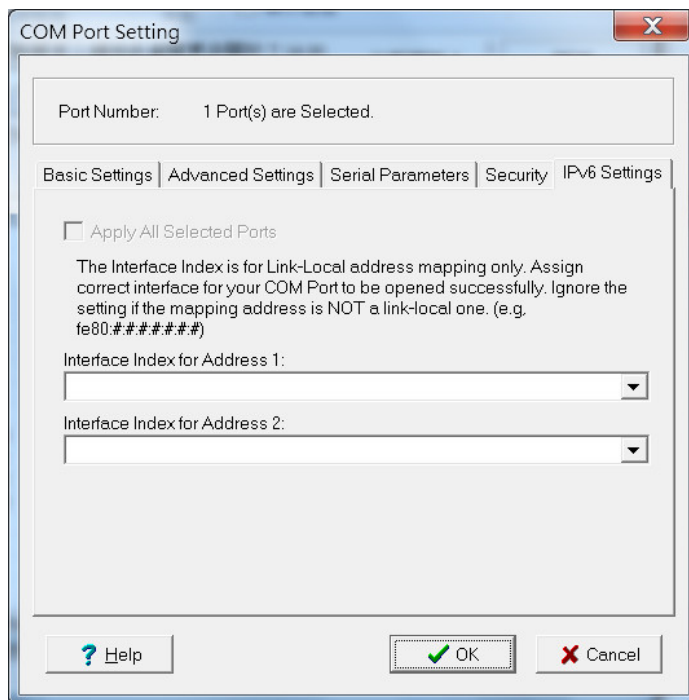 COM Port Setting
Port Number: 1 Port(s) are Selected.
Basic Settings Advanced Settings Serial Parameters Security IPv6 Settings
Apply All Selected Ports
The Interface Index is for Link-Local address mapping only. Assign
correct interface for your COM Port to be opened successfully. Ignore the
setting if the mapping address is NOT a link-local one. (e.g,
fe80:#:#:#:#:#:#:#)
Interface Index for Address 1:
Interface Index for Address 2:
? Help OK Cancel